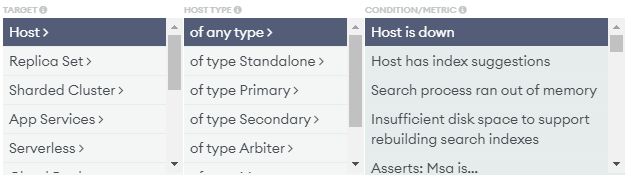 TARGET
HOST TYPE
CONDITION/METRIC
Host >
of any type >
Host is down
Replica Set >
of type Standalone >
Host has index suggestions
Sharded Cluster >
of type Primary >
Search process ran out of memory
App Services >
of type Secondary >
Insufficient disk space to support
rebuilding search indexes
Serverless >
of type Arbiter >
Asserts: Msg is...